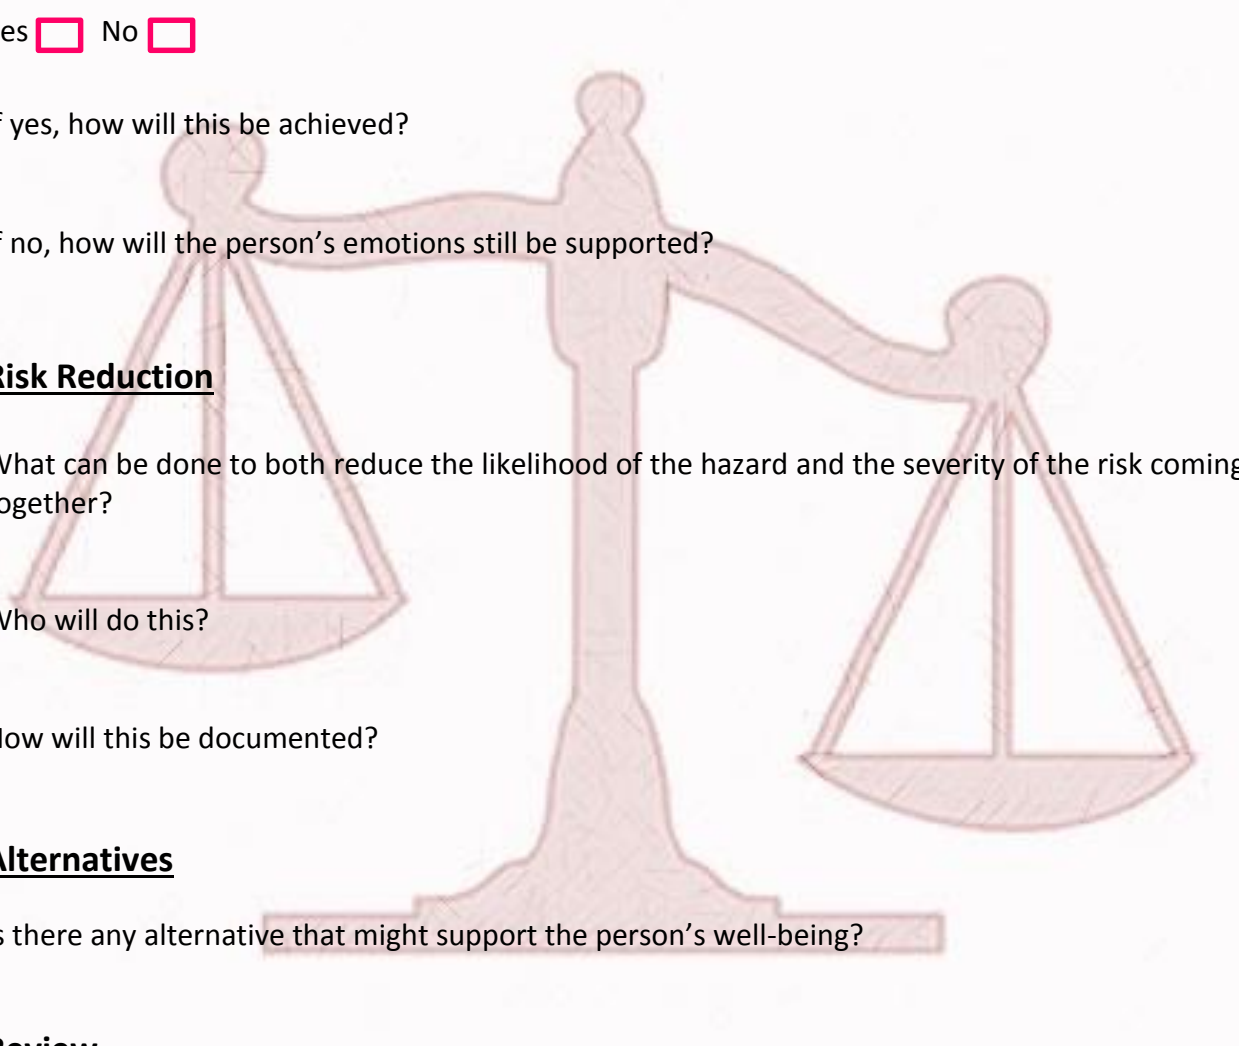 es No
f yes, how will this be achieved?
f no, how will the person's emotions still be supported?
Risk Reduction
What can be done to both reduce the likelihood of the hazard and the severity of the risk coming
ogether?
Who will do this?
How will this be documented?
Alternatives
s there any alternative that might support the person's well-being?
Review